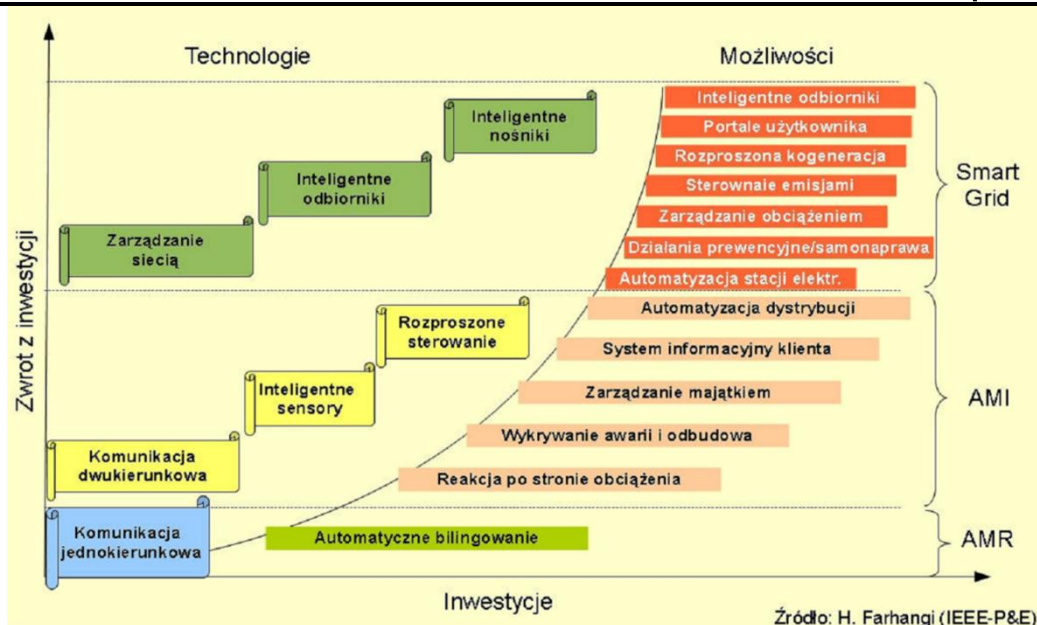 Technologie
Możliwości
Zwrot z inwestycji
Inteligentne
nośniki
Inteligentne
odbiorniki
Zarządzanie
siecią
Inteligentne odbiorniki
Portale użytkownika
Rozproszona kogeneracja
Sterownaie emisjami
Zarządzanie obciążeniem
Działania prewencyjne/samonaprawa
Automatyzacja stacji elektr.
Smart
Grid
Rozproszone
sterowanie
Inteligentne
sensory
Komunikacja
dwukierunkowa
Automatyzacja dystrybucji
System informacyjny klienta
Zarządzanie majątkiem
Wykrywanie awarii i odbudowa
Reakcja po stronie obciążenia
AMI
Komunikacja
jednokierunkowa
Automatyczne bilingowanie
AMR
Inwestycje
Źródło: H. Farhangi (IEEE-P&E)